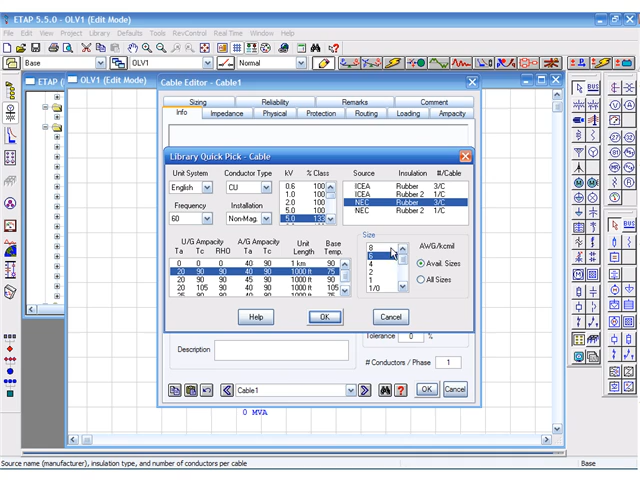 ETAP 5.5.0 - OLV1 (Edit Mode)
File Edit View Project Library Defaults Tools RevControl Real Time Window Help
Base OLV1 Normal
ETAP ( OLV1 (Edit Mode)
Cable Editor - Cable1
Sizing Reliability Remarks Comment
Info Impedance Physical Protection Routing Loading Ampacity
Library Quick Pick - Cable
Unit System Conductor Type kV % Class Source Insulation #/Cable
English CU
0.6 100
1.0 100
2.0 100
5.0 100
5.0 133
ICEA Rubber 3/C
ICEA Rubber 2 1/C
NEC Rubber 3/C
NEC Rubber 2 1/C
Frequency Installation
60 Non-Mag.
U/G Ampacity A/G Ampacity Unit Base
Ta Tc RHO Ta Tc Length Temp.
0 0 0 40 90 1 km 90
20 90 90 40 90 1000 ft 75
20 90 90 45 90 1000 ft 90
20 105 90 40 105 1000 ft 75
Size
8
6
4
2
1
1/0
AWG/kcmil
Avail. Sizes
All Sizes
Help OK Cancel
Tolerance 0 %
Description
# Conductors / Phase 1
Cable1 OK Cancel
0 MVA
Source name (manufacturer), insulation type, and number of conductors per cable Base